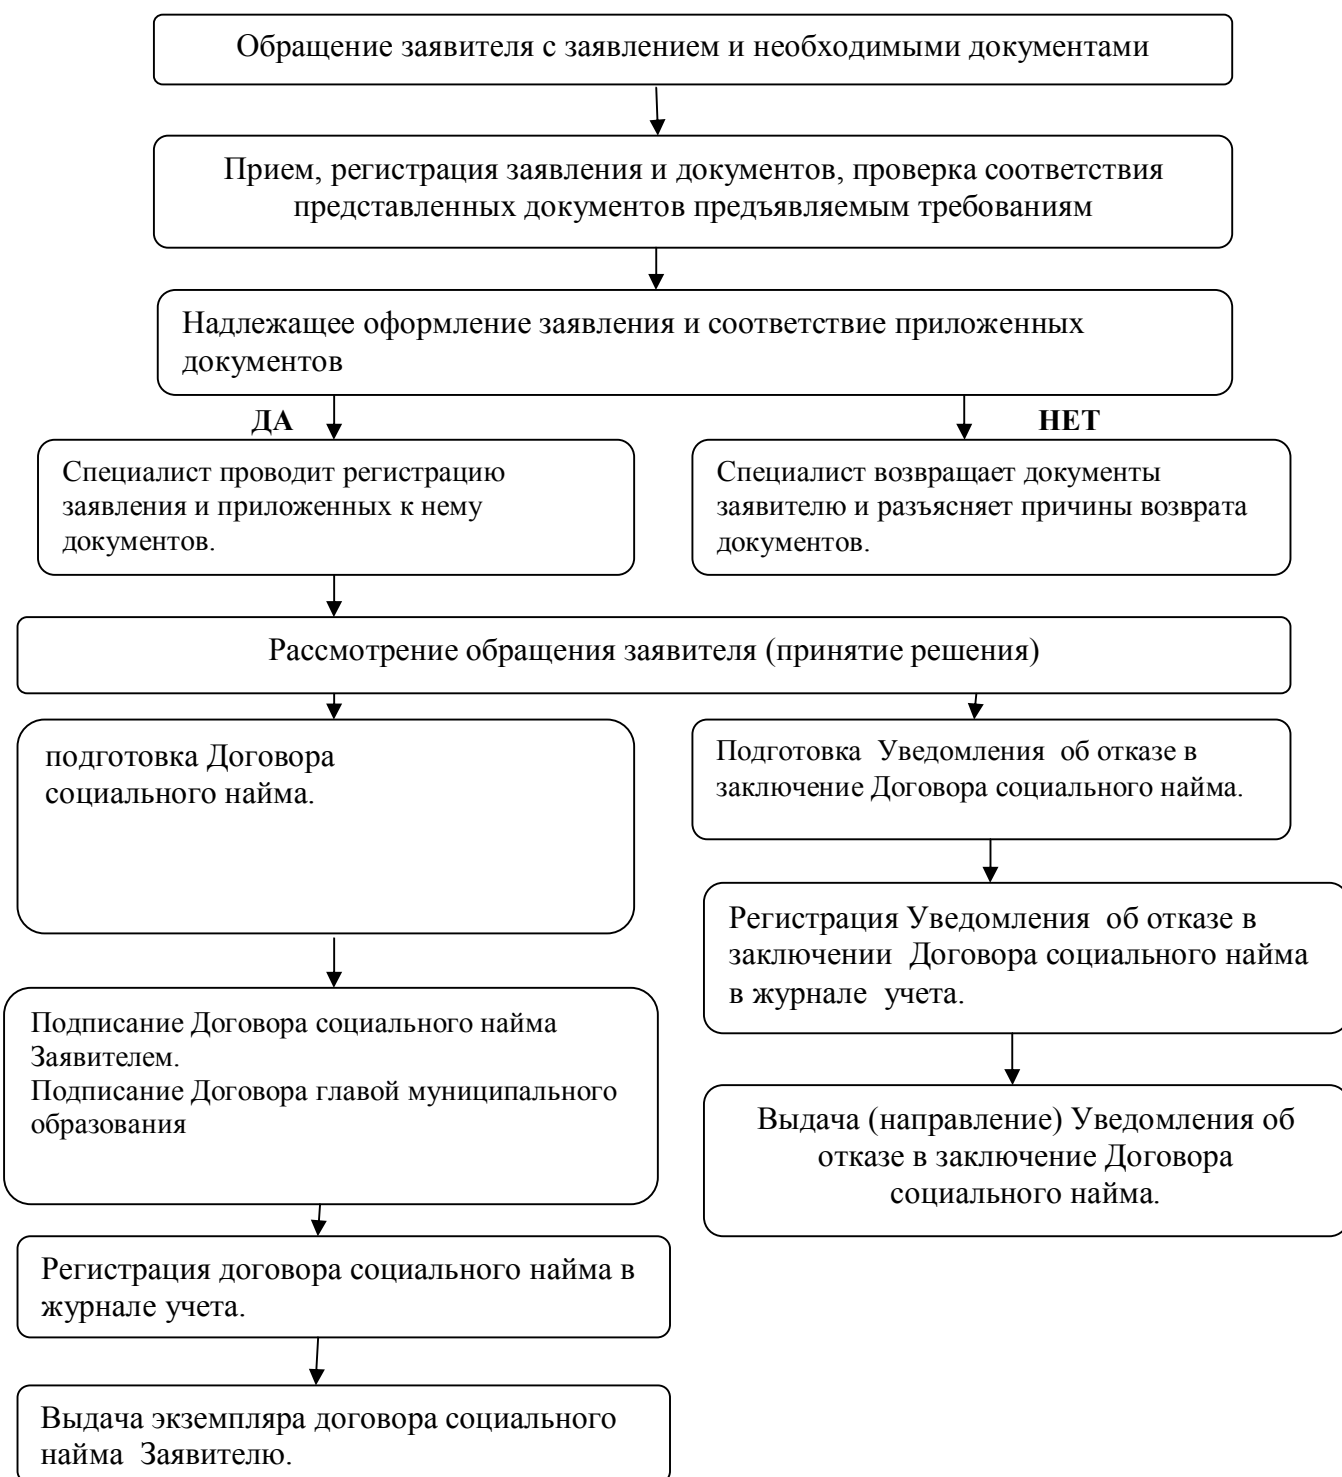 Обращение заявителя с заявлением и необходимыми документами
Прием, регистрация заявления и документов, проверка соответствия
представленных документов предъявляемым требованиям
Надлежащее оформление заявления и соответствие приложенных
документов
ДА
НЕТ
Специалист проводит регистрацию
заявления и приложенных к нему
документов.
Специалист возвращает документы
заявителю и разъясняет причины возврата
документов.
Рассмотрение обращения заявителя (принятие решения)
подготовка Договора
социального найма.
Подготовка Уведомления об отказе в
заключение Договора социального найма.
Регистрация Уведомления об отказе в
заключении Договора социального найма
в журнале учета.
Подписание Договора социального найма
Заявителем.
Подписание Договора главой муниципального
образования
Выдача (направление) Уведомления об
отказе в заключение Договора
социального найма.
Регистрация договора социального найма в
журнале учета.
Выдача экземпляра договора социального
найма Заявителю.